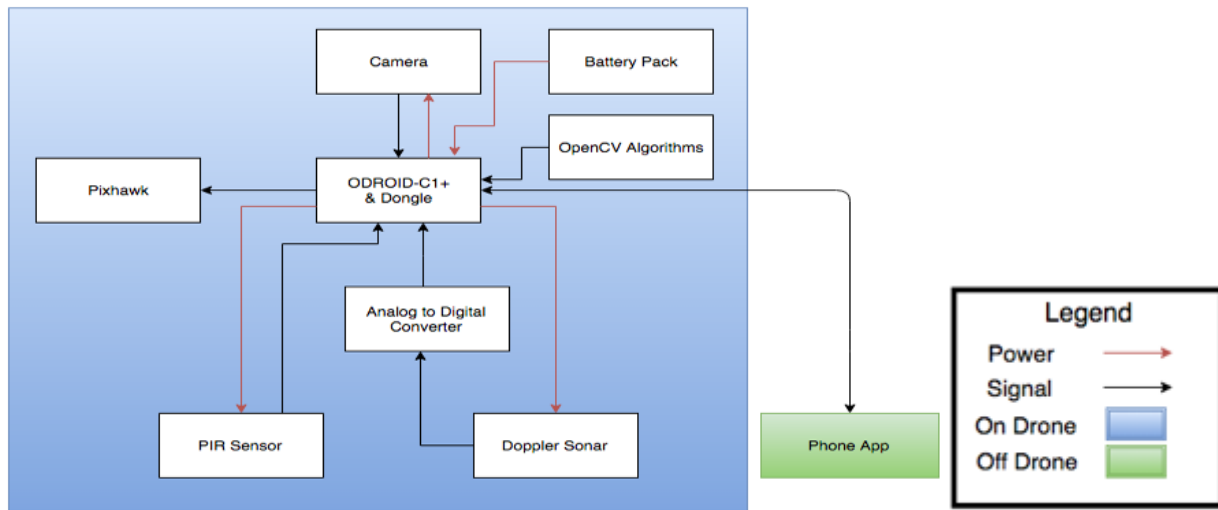 Camera
Battery Pack
OpenCV Algorithms
Pixhawk
ODROID-C1+
& Dongle
Analog to Digital
Converter
PIR Sensor
Doppler Sonar
Phone App
Legend
Power
Signal
On Drone
Off Drone